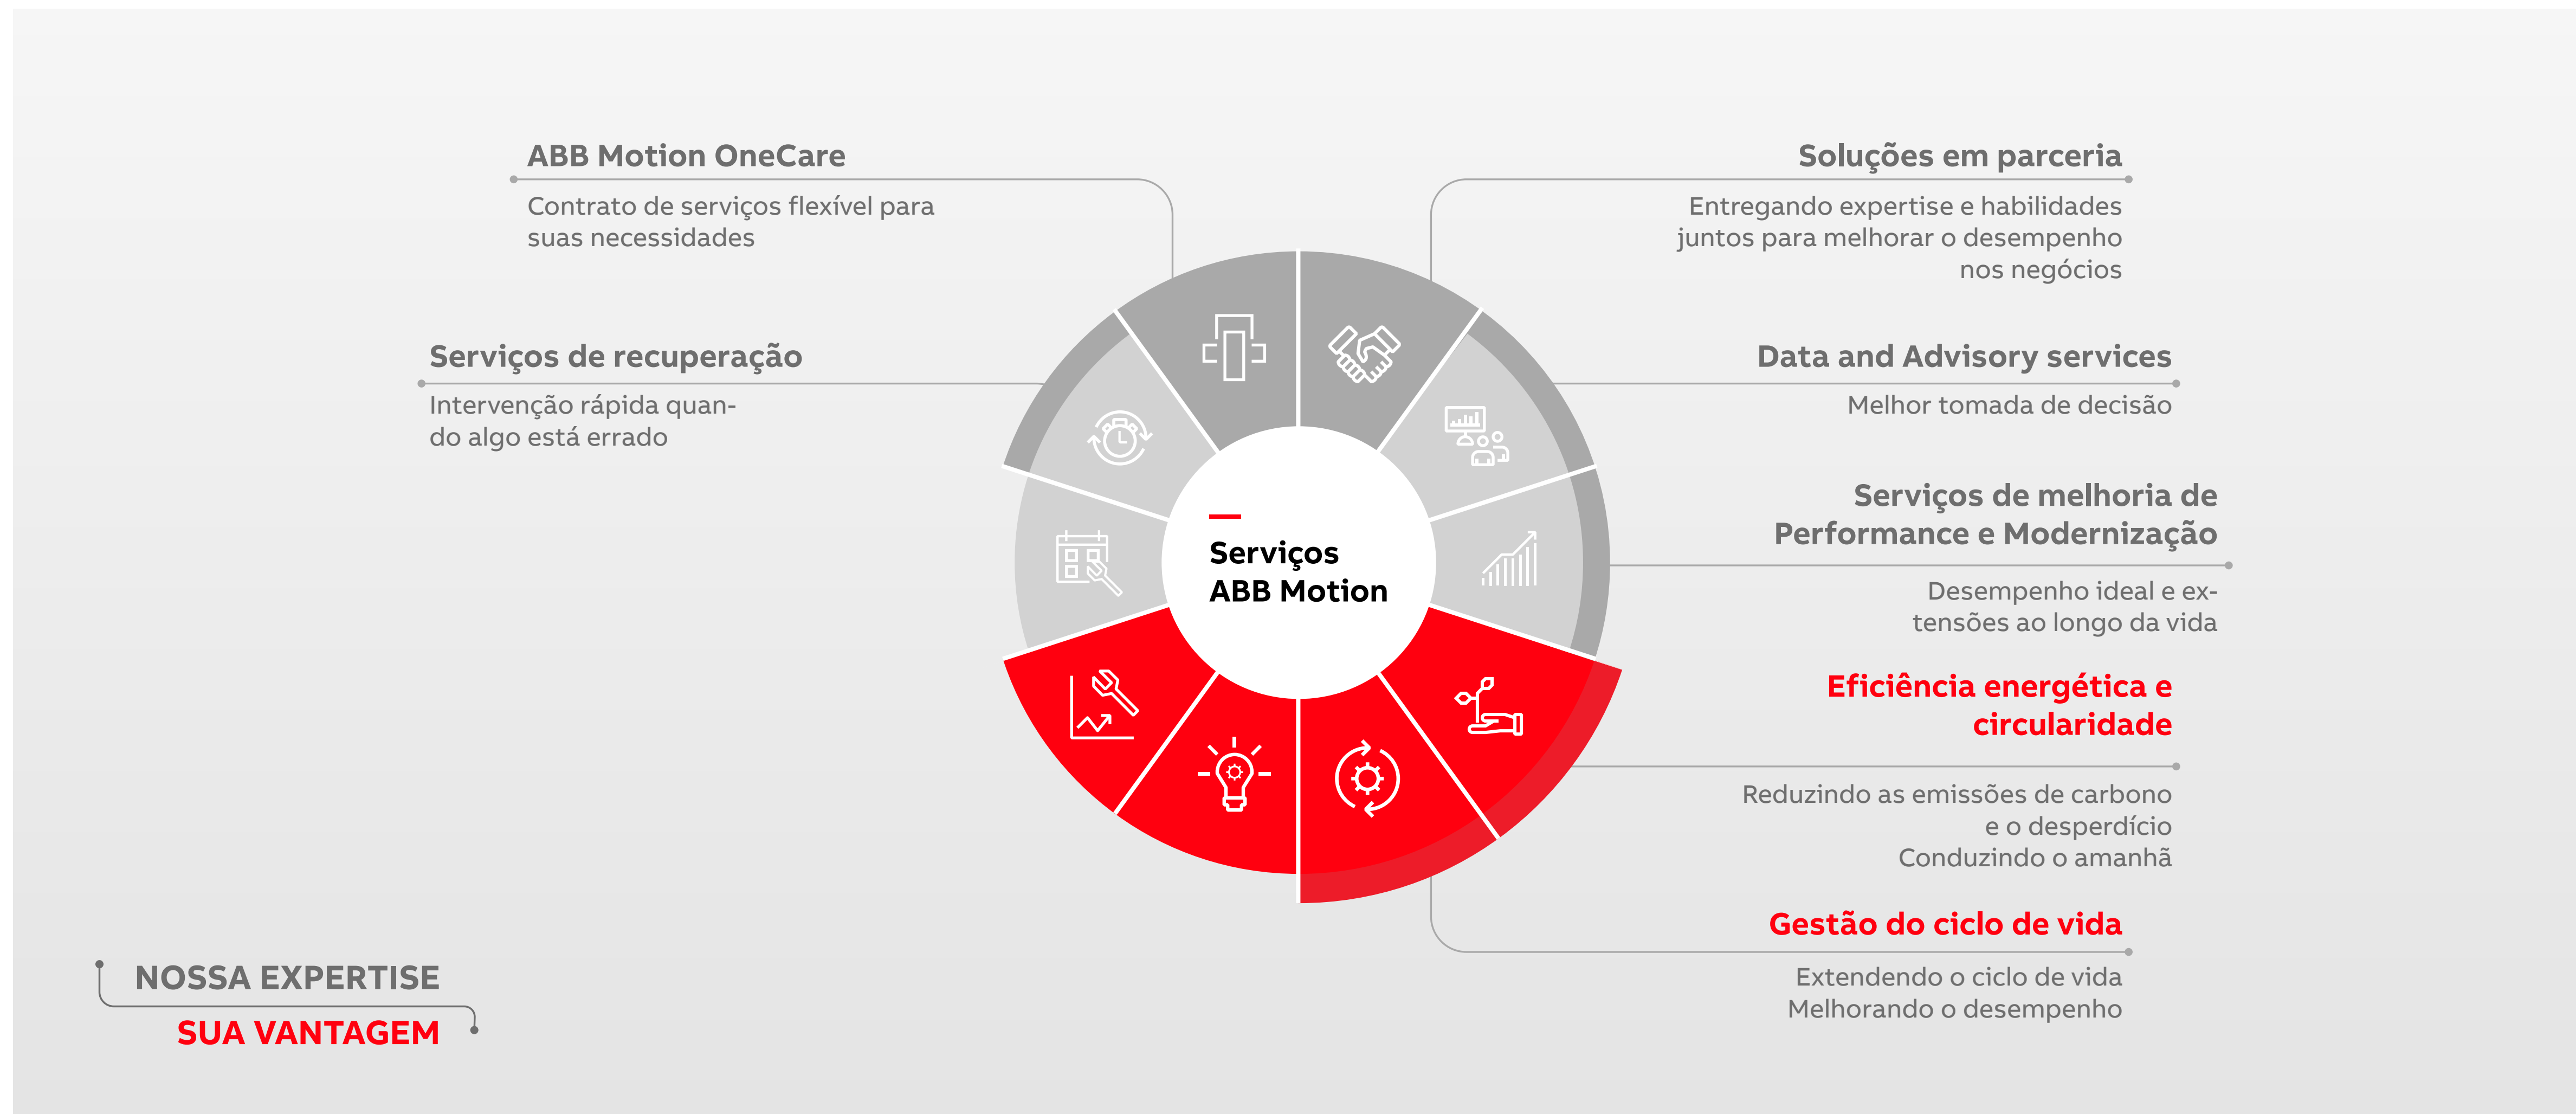 ABB Motion OneCare
Contrato de serviços flexível para
suas necessidades
Serviços de recuperação
Intervenção rápida quan-
do algo está errado
Soluções em parceria
Entregando expertise e habilidades
juntos para melhorar o desempenho
nos negócios
Data and Advisory services
Melhor tomada de decisão
Serviços de melhoria de
Performance e Modernização
Desempenho ideal e ex-
tensões ao longo da vida
Eficiência energética e
circularidade
Reduzindo as emissões de carbono
e o desperdício
Conduzindo o amanhã
Gestão do ciclo de vida
Extendendo o ciclo de vida
Melhorando o desempenho
Serviços
ABB Motion
NOSSA EXPERTISE
SUA VANTAGEM